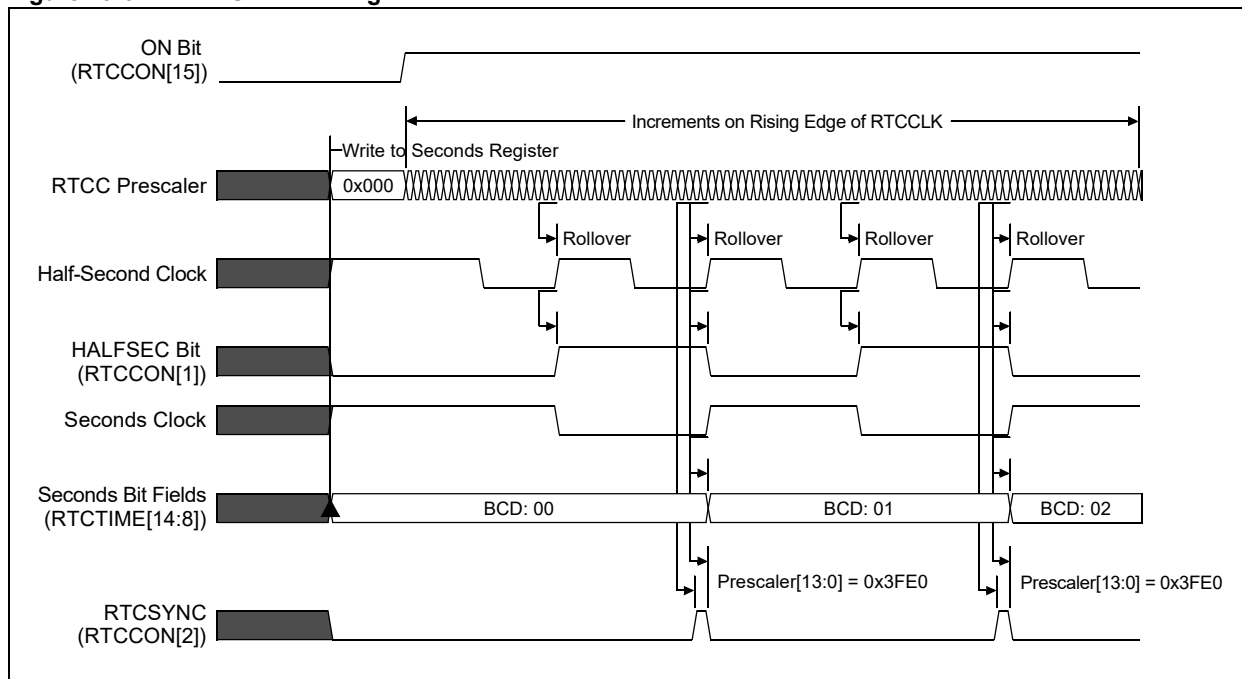 ON Bit
(RTCCON[15])
Increments on Rising Edge of RTCCLK
Write to Seconds Register
RTCC Prescaler
0x000
Rollover
Rollover
Rollover
Rollover
Half-Second Clock
HALFSEC Bit
(RTCCON[1])
Seconds Clock
Seconds Bit Fields
(RTCTIME[14:8])
BCD: 00
BCD: 01
BCD: 02
Prescaler[13:0] = 0x3FE0
Prescaler[13:0] = 0x3FE0
RTCSYNC
(RTCCON[2])